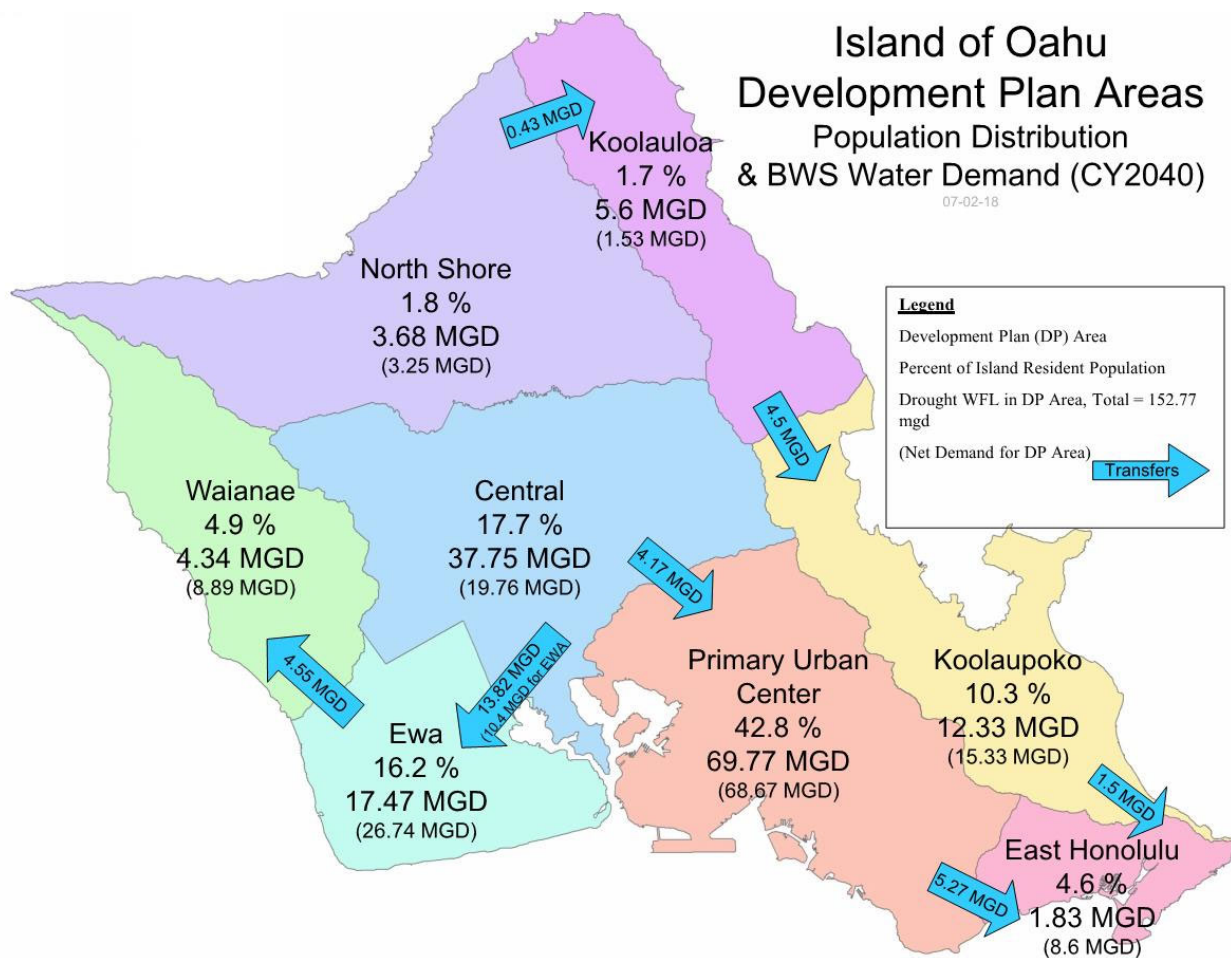 Island of Oahu
Development Plan Areas
Population Distribution
& BWS Water Demand (CY2040)
07-02-18
0.43 MGD
Koolauloa
1.7 %
5.6 MGD
(1.53 MGD)
North Shore
1.8 %
3.68 MGD
(3.25 MGD)
Legend
Development Plan (DP) Area
Percent of Island Resident Population
Drought WFL in DP Area, Total = 152.77
mgd
(Net Demand for DP Area)
Transfers
4.5 MGD
Waianae
4.9 %
4.34 MGD
(8.89 MGD)
Central
17.7 %
37.75 MGD
(19.76 MGD)
4.17 MGD
13.82 MGD
(10.4 MGD for EWA)
4.55 MGD
Ewa
16.2 %
17.47 MGD
(26.74 MGD)
Primary Urban
Center
42.8 %
69.77 MGD
(68.67 MGD)
Koolaupoko
10.3 %
12.33 MGD
(15.33 MGD)
1.5 MGD
5.27 MGD
East Honolulu
4.6 %
1.83 MGD
(8.6 MGD)